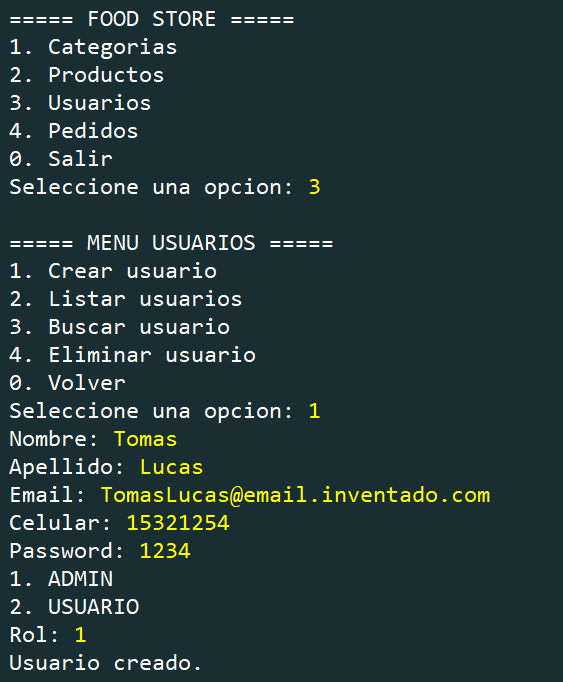 ===== FOOD STORE =====
1. Categorias
2. Productos
3. Usuarios
4. Pedidos
0. Salir
Seleccione una opcion: 3
===== MENU USUARIOS =====
1. Crear usuario
2. Listar usuarios
3. Buscar usuario
4. Eliminar usuario
0. Volver
Seleccione una opcion: 1
Nombre: Tomas
Apellido: Lucas
Email: TomasLucas@email.inventado.com
Celular: 15321254
Password: 1234
1. ADMIN
2. USUARIO
Rol: 1
Usuario creado.